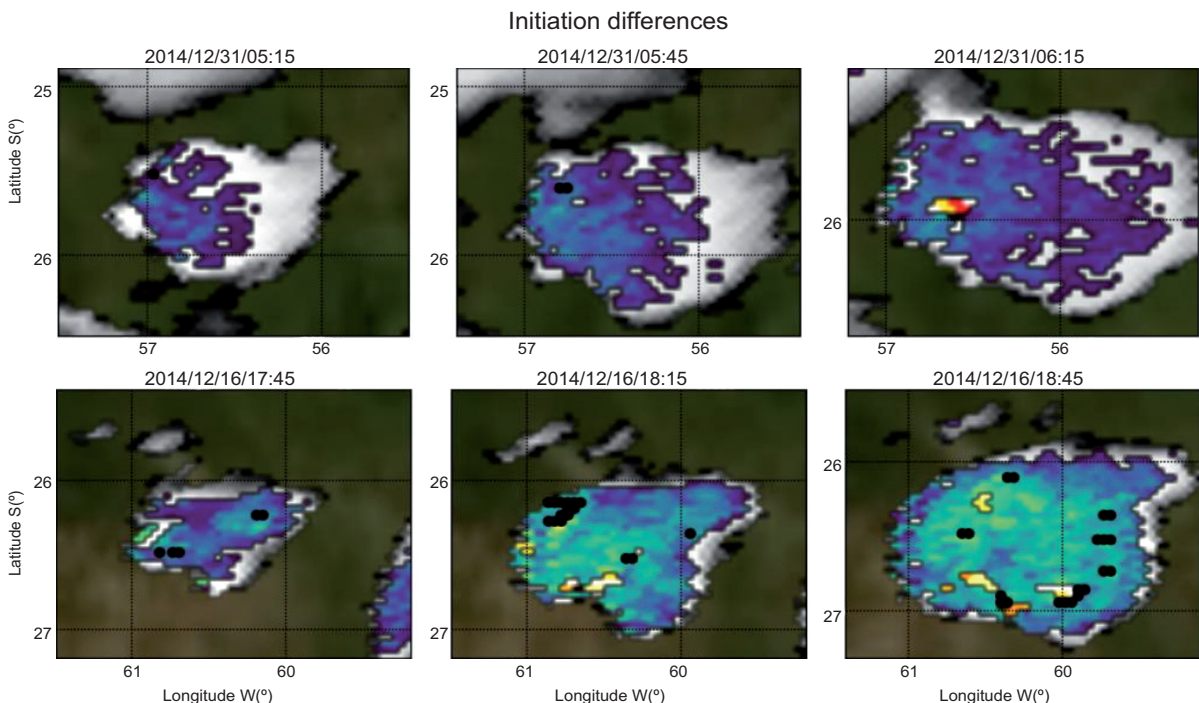 Initiation differences
2014/12/31/05:15 2014/12/31/05:45 2014/12/31/06:15
25 25
Latitude S(º)
26 26 26
57 56 57 56 57 56
2014/12/16/17:45 2014/12/16/18:15 2014/12/16/18:45
26 26 26
Latitude S(º)
27 27 27
61 60 61 60 61 60
Longitude W(º) Longitude W(º) Longitude W(º)